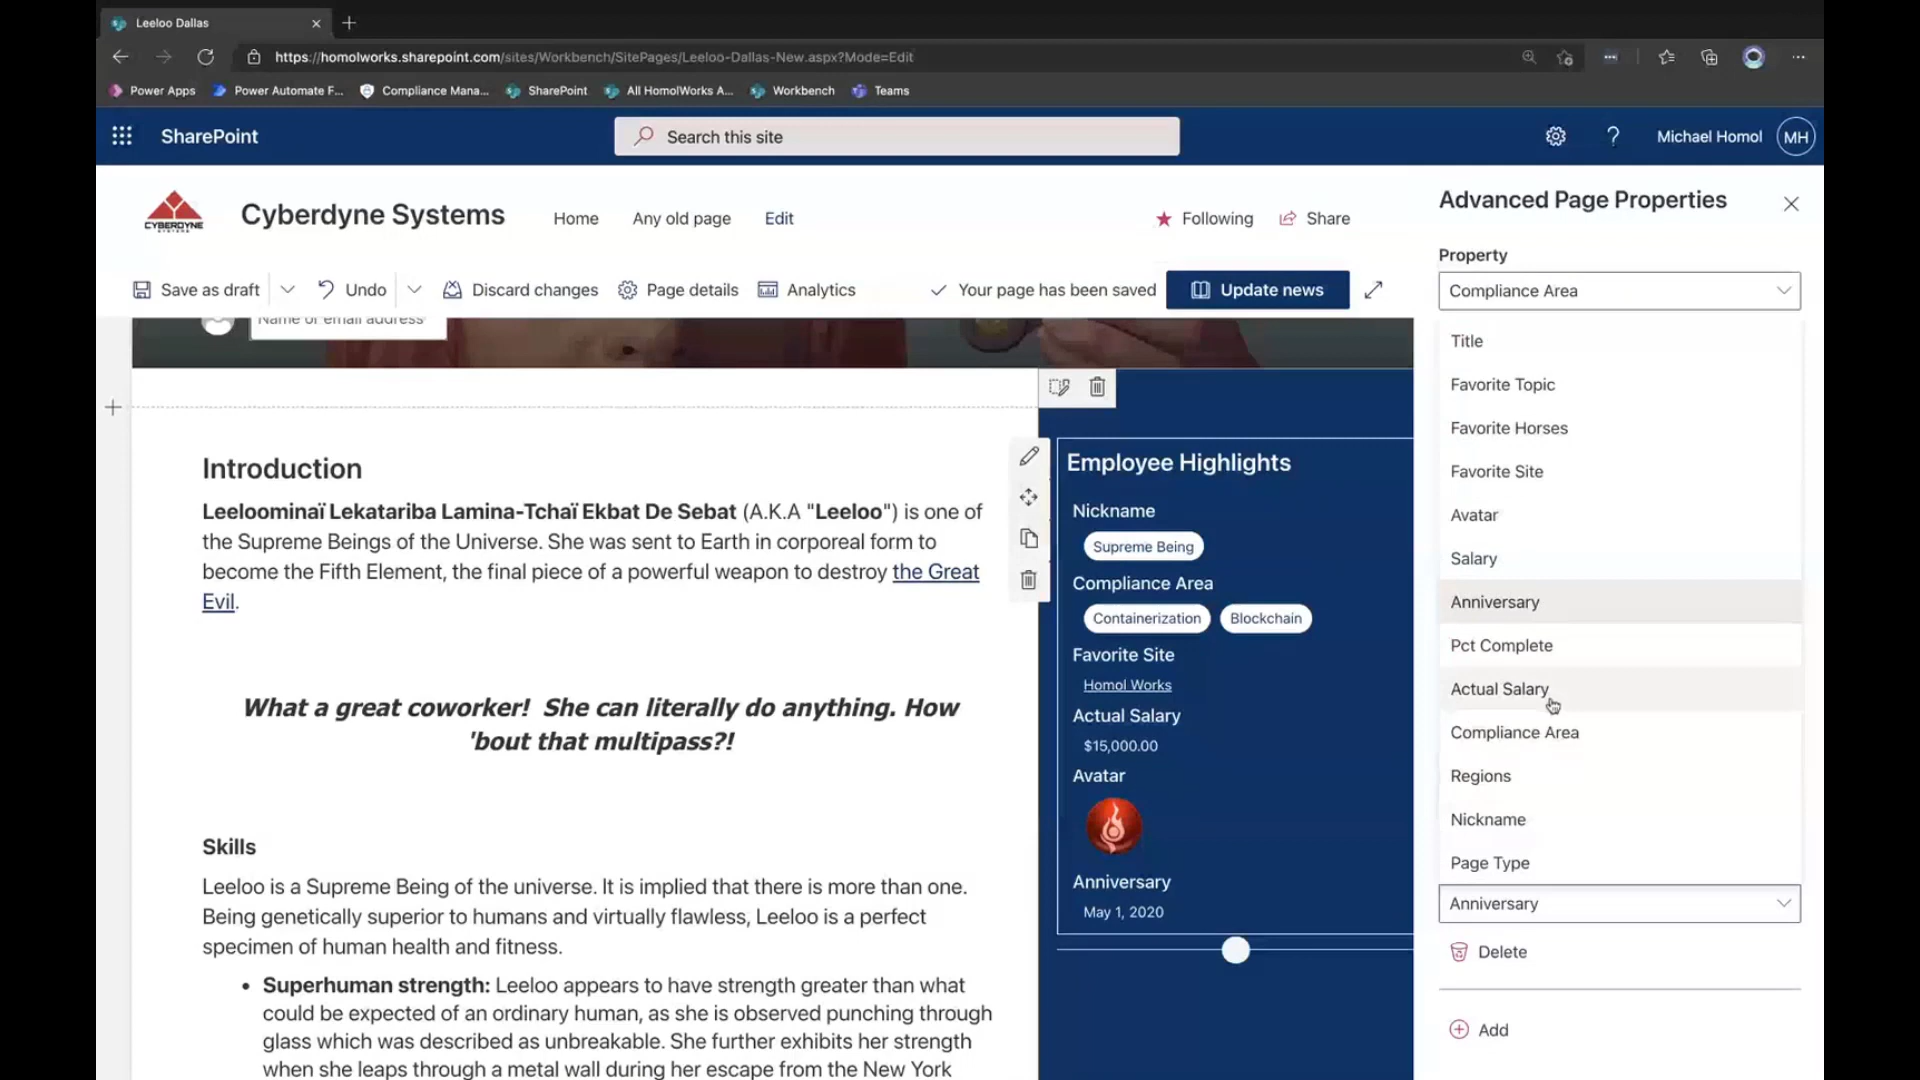 Leeloo Dallas
https://homolworks.sharepoint.com/sites/Workbench/SitePages/Leeloo-Dallas-New.aspx?Mode=Edit
Power Apps
Power Automate F...
Compliance Mana...
SharePoint
All HomolWorks A...
Workbench
Teams
SharePoint
Search this site
Michael Homol
MH
CYBERDYNE
SYSTEMS
Cyberdyne Systems
Home
Any old page
Edit
Following
Share
Save as draft
Undo
Discard changes
Page details
Analytics
Your page has been saved
Update news
Name or email address
Introduction
Leeloominaï Lekatariba Lamina-Tchaï Ekbat De Sebat (A.K.A "Leeloo") is one of
the Supreme Beings of the Universe. She was sent to Earth in corporeal form to
become the Fifth Element, the final piece of a powerful weapon to destroy the Great
Evil.
What a great coworker! She can literally do anything. How
'bout that multipass?!
Skills
Leeloo is a Supreme Being of the universe. It is implied that there is more than one.
Being genetically superior to humans and virtually flawless, Leeloo is a perfect
specimen of human health and fitness.
• Superhuman strength: Leeloo appears to have strength greater than what
could be expected of an ordinary human, as she is observed punching through
glass which was described as unbreakable. She further exhibits her strength
when she leaps through a metal wall during her escape from the New York
Employee Highlights
Nickname
Supreme Being
Compliance Area
Containerization
Blockchain
Favorite Site
Homol Works
Actual Salary
$15,000.00
Avatar
Anniversary
May 1, 2020
Advanced Page Properties
Property
Compliance Area
Title
Favorite Topic
Favorite Horses
Favorite Site
Avatar
Salary
Anniversary
Pct Complete
Actual Salary
Compliance Area
Regions
Nickname
Page Type
Anniversary
Delete
Add